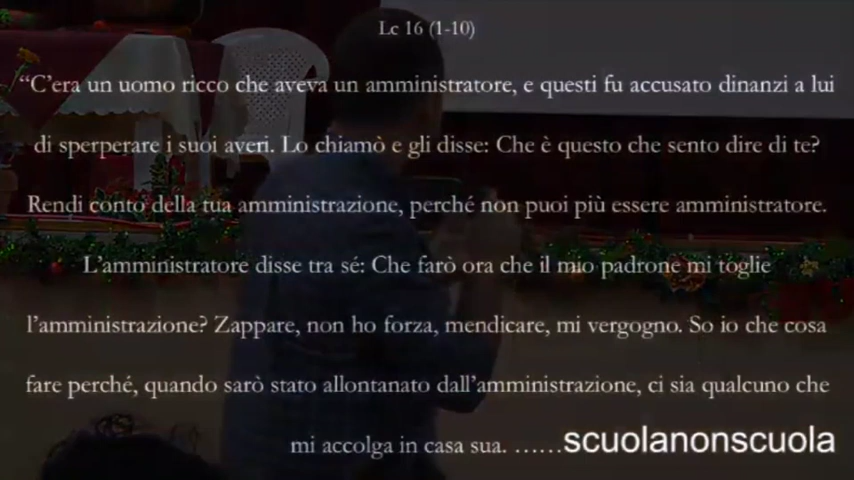 Lc 16 (1-10)
“C’era un uomo ricco che aveva un amministratore, e questi fu accusato dinanzi a lui
di sperperare i suoi averi. Lo chiamò e gli disse: Che è questo che sento dire di te?
Rendi conto della tua amministrazione, perché non puoi più essere amministratore.
L’amministratore disse tra sé: Che farò ora che il mio padrone mi toglie
l’amministrazione? Zappare, non ho forza, mendicare, mi vergogno. So io che cosa
fare perché, quando sarò stato allontanato dall’amministrazione, ci sia qualcuno che
mi accolga in casa sua. ……scuolanonscuola